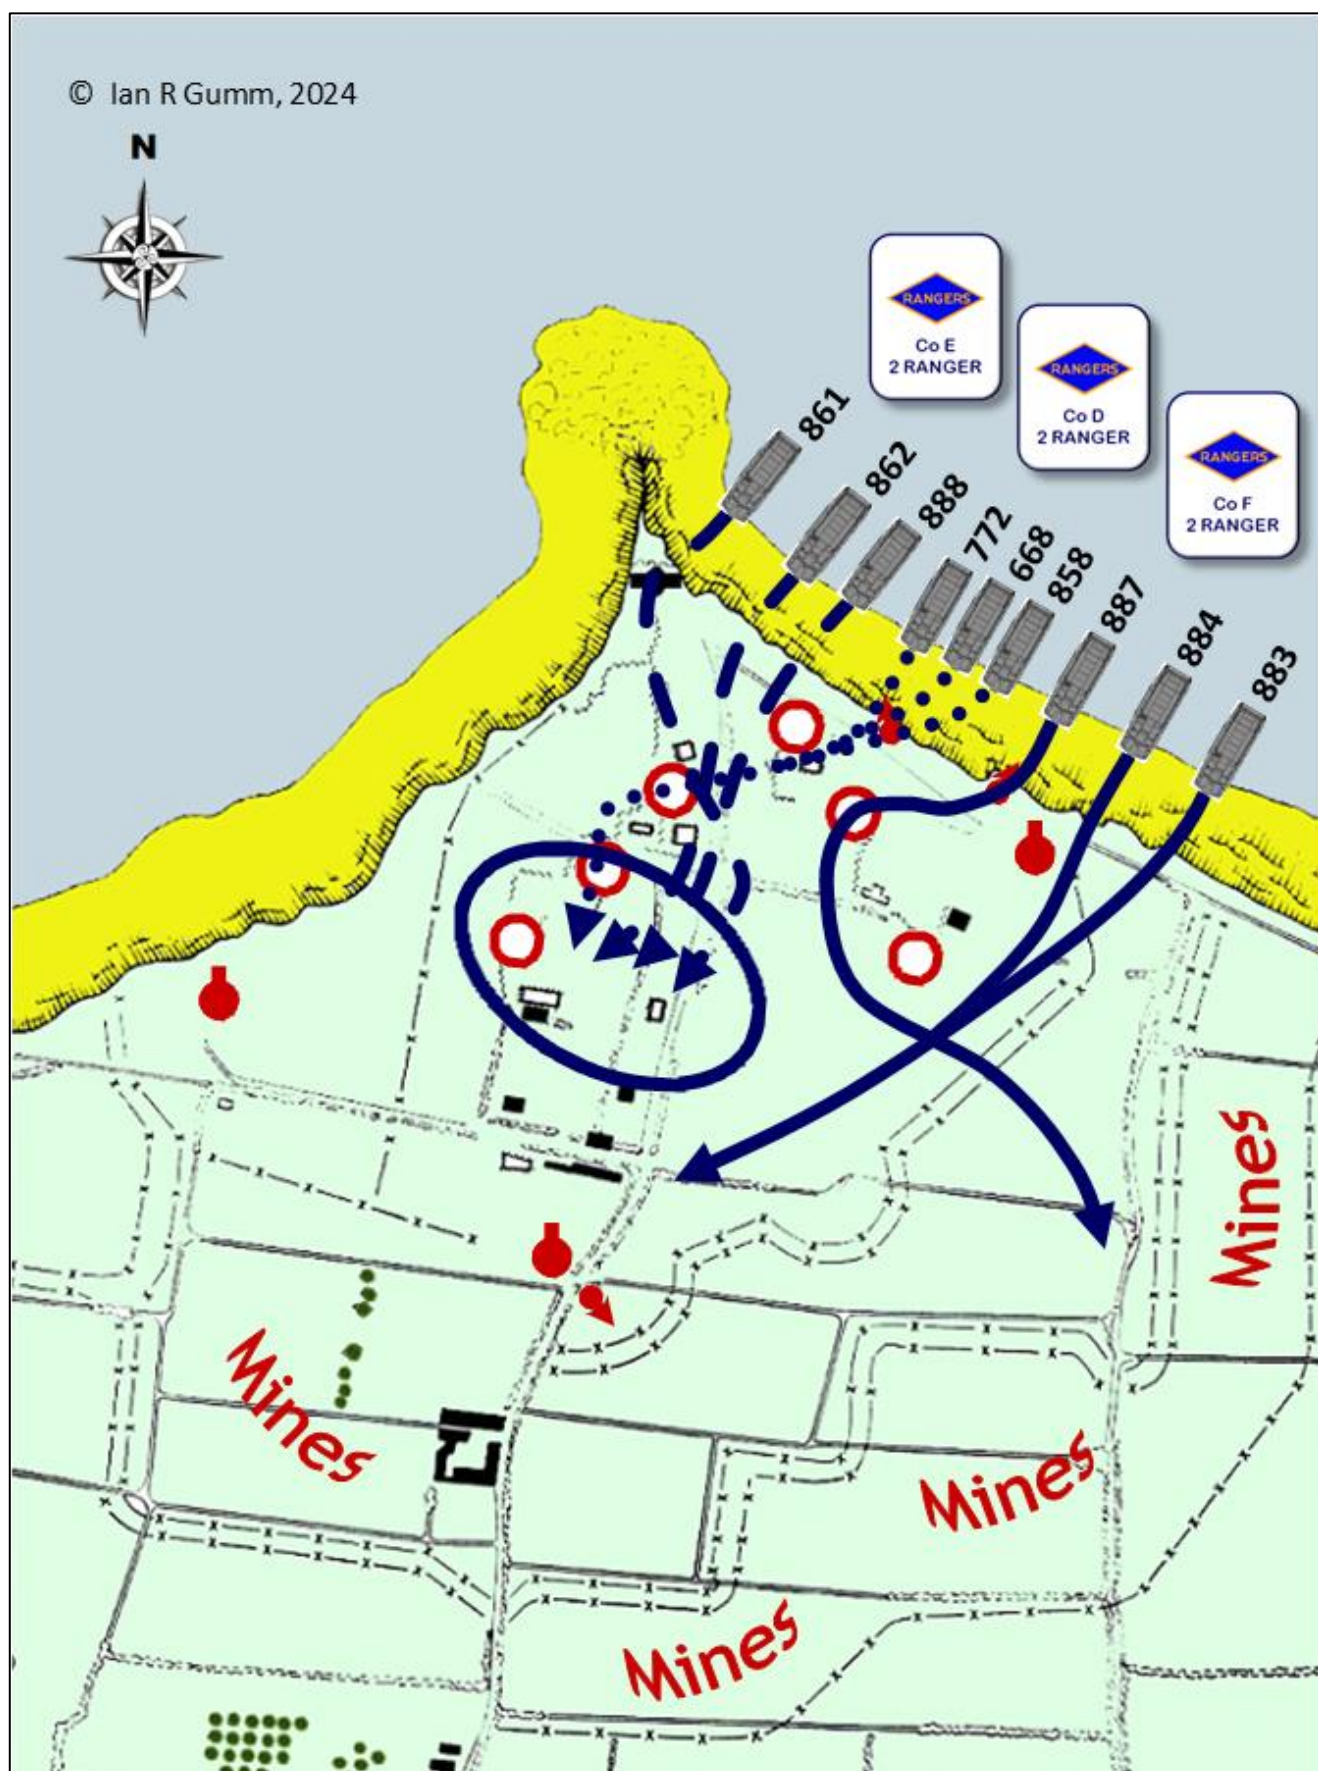 © Ian R Gumm, 2024
N
RANGERS
Co E
2 RANGER
RANGERS
Co D
2 RANGER
RANGERS
Co F
2 RANGER
861
862
888
772
668
858
887
884
883
Mines
Mines
Mines
Mines